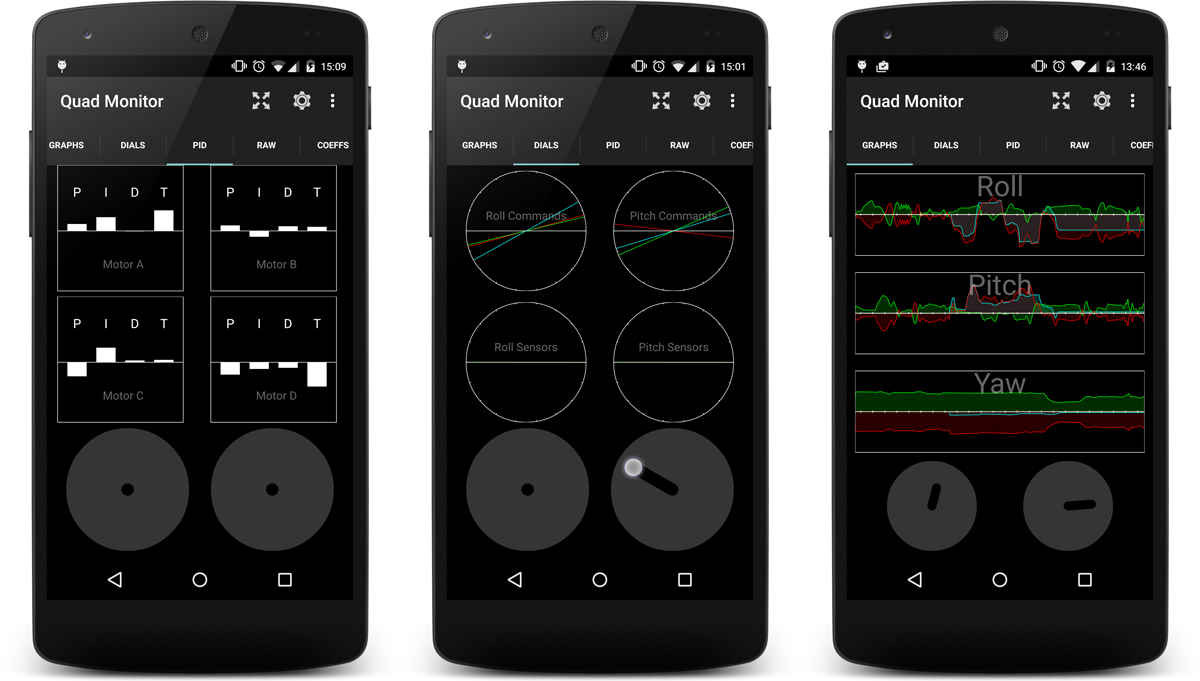 15:09
Quad Monitor
GRAPHS DIALS PID RAW COEFFS
P I D T P I D T
Motor A Motor B
P I D T P I D T
Motor C Motor D
15:01
Quad Monitor
GRAPHS DIALS PID RAW COEF
Roll Commands Pitch Commands
Roll Sensors Pitch Sensors
13:46
Quad Monitor
GRAPHS DIALS PID RAW COEF
Roll
Pitch
Yaw